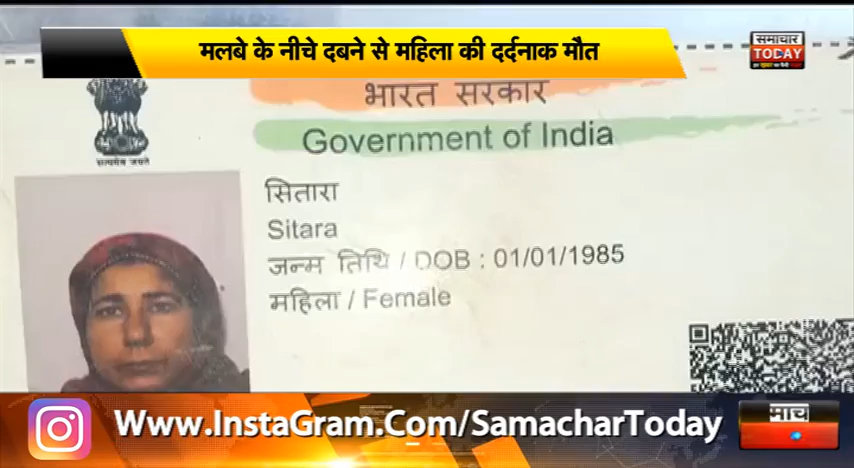 मलबे के नीचे दबने से महिला की दर्दनाक मौत
समाचार
TODAY
भारत सरकार
Government of India
सत्यमेव जयते
सितारा
Sitara
जन्म तिथि / DOB : 01/01/1985
महिला / Female
Www.InstaGram.Com/SamacharToday